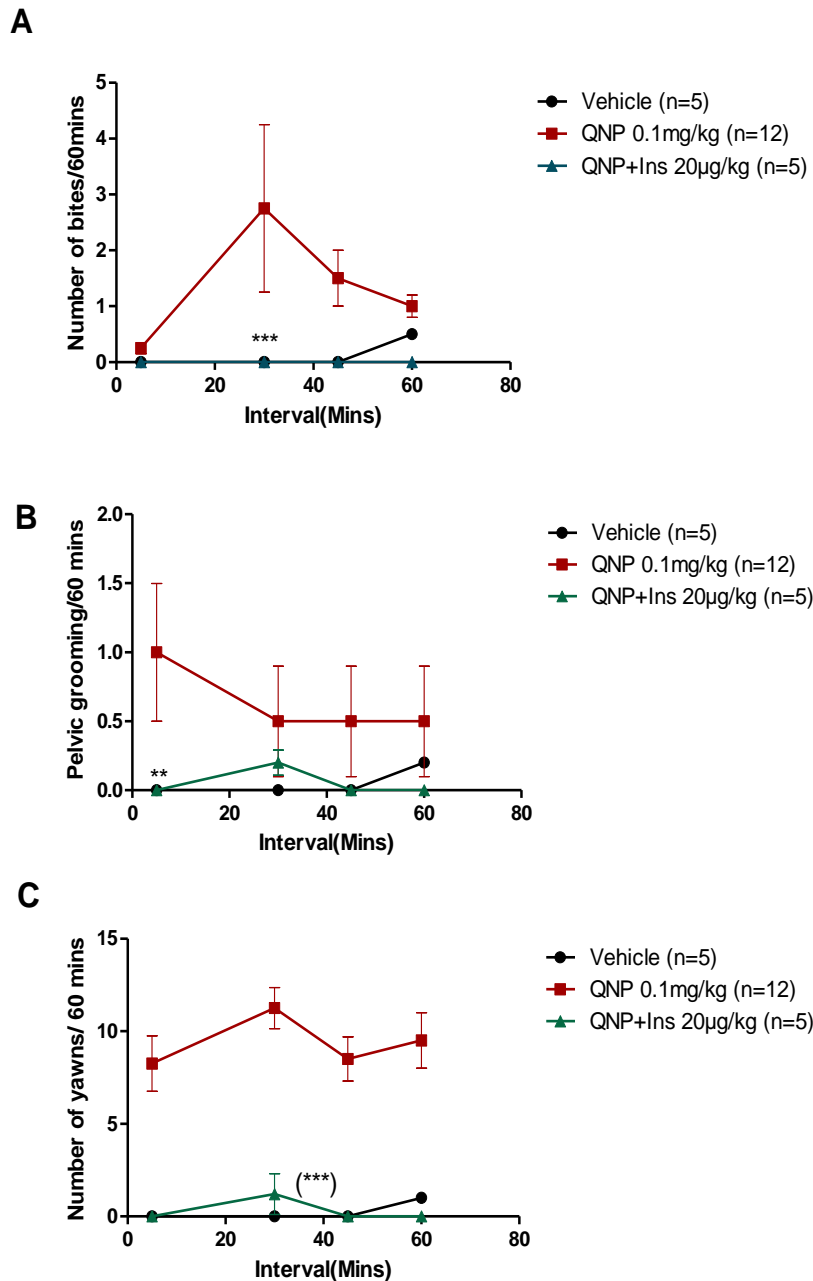 A
Number of bites/60mins
5
4
3
2
1
0
***
0 20 40 60 80
Interval(Mins)
Vehicle (n=5)
QNP 0.1mg/kg (n=12)
QNP+Ins 20µg/kg (n=5)
B
Pelvic grooming/60 mins
2.0
1.5
1.0
0.5
0.0
**
0 20 40 60 80
Interval(Mins)
Vehicle (n=5)
QNP 0.1mg/kg (n=12)
QNP+Ins 20µg/kg (n=5)
C
Number of yawns/ 60 mins
15
10
5
0
(***)
0 20 40 60 80
Interval(Mins)
Vehicle (n=5)
QNP 0.1mg/kg (n=12)
QNP+Ins 20µg/kg (n=5)